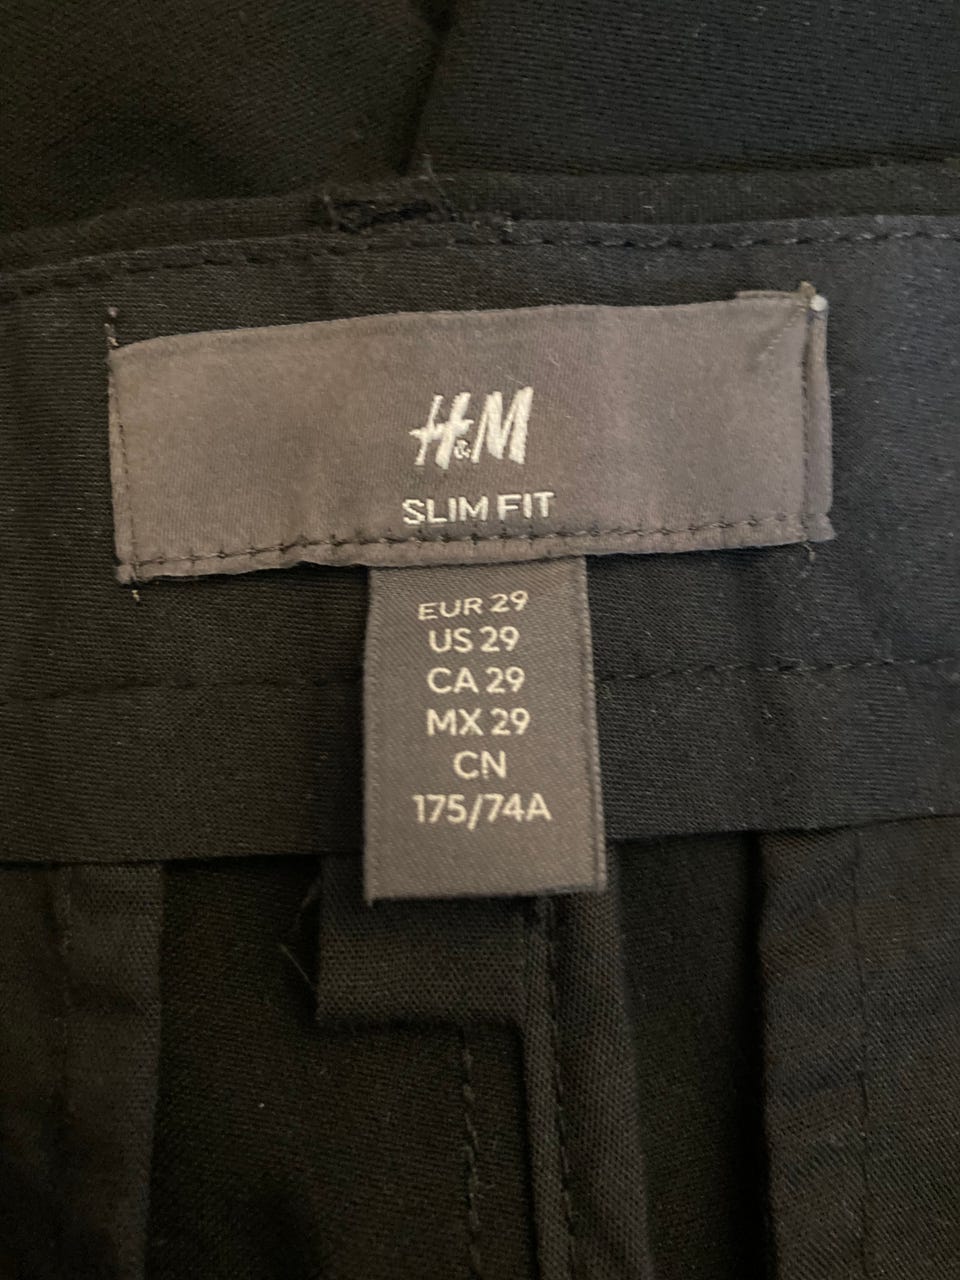 H&M
SLIM FIT
EUR 29
US 29
CA 29
MX 29
CN
175/74A